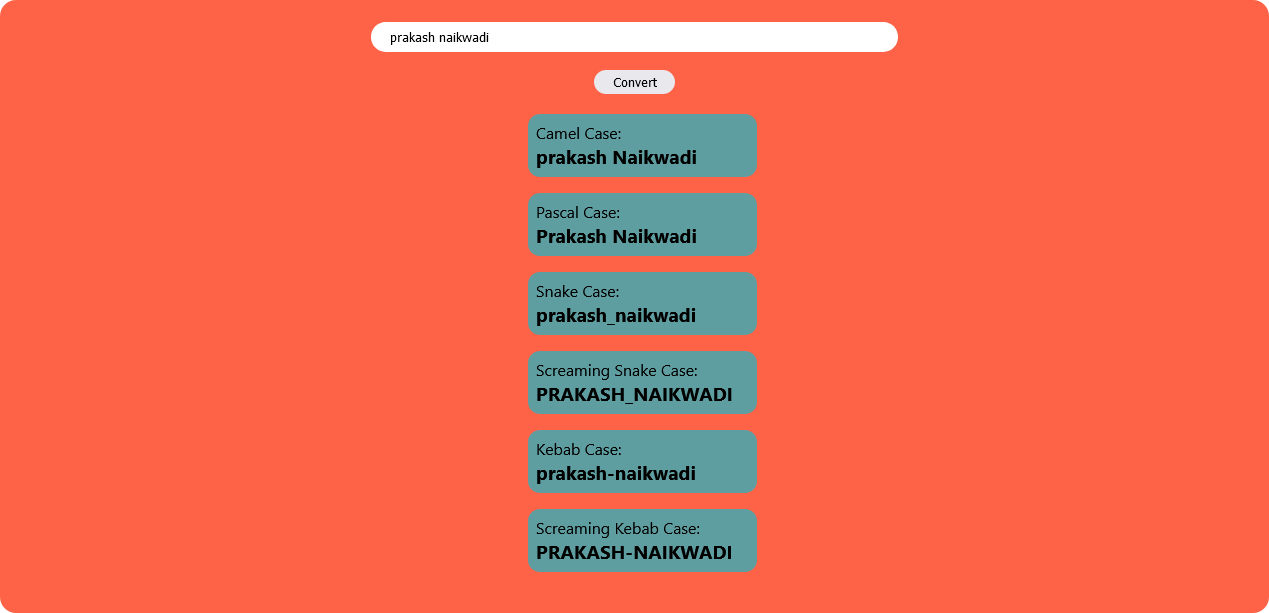 prakash naikwadi
Convert
Camel Case:
prakash Naikwadi
Pascal Case:
Prakash Naikwadi
Snake Case:
prakash_naikwadi
Screaming Snake Case:
PRAKASH_NAIKWADI
Kebab Case:
prakash-naikwadi
Screaming Kebab Case:
PRAKASH-NAIKWADI